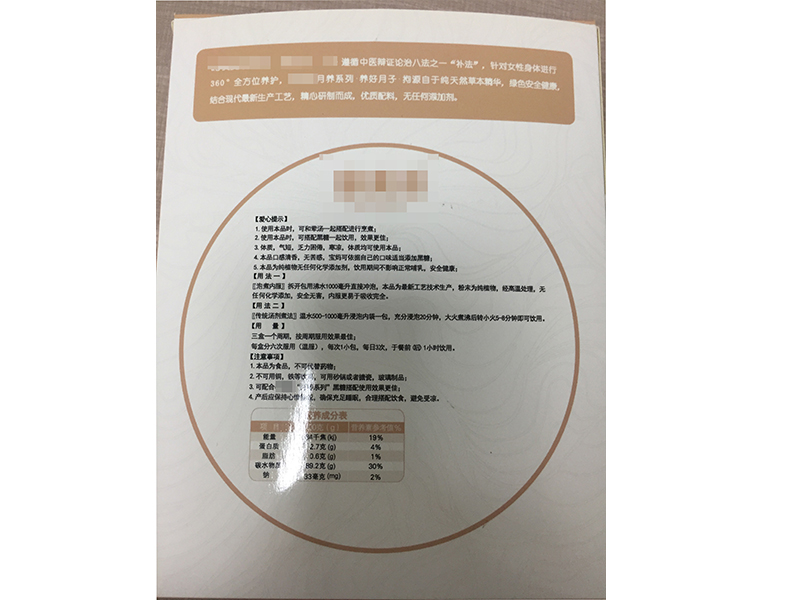 遵循中医辩证论治八法之一“补法”，针对女性身体进行
360°全方位养护，月养系列 养好月子 源自于纯天然草本精华，绿色安全健康，
结合现代最新生产工艺，精心研制而成，优质配料，无任何添加剂。
【爱心提示】
1. 使用本品时，可和荤汤一起搭配进行烹煮；
2. 使用本品时，可搭配黑糖一起饮用，效果更佳；
3. 体质，气短，乏力困倦，寒凉，体质均可使用本品；
4. 本品口感清香，无苦感，宝妈可依据自己的口味适当添加黑糖；
5. 本品为纯植物无任何化学添加剂，饮用期间不影响正常哺乳，安全健康；
【用 法 一】
〖泡煮内服〗拆开包用沸水1000毫升直接冲泡，本品为最新工艺技术生产，粉末为纯植物，经高温处理，无
任何化学添加，安全无害，内服更易于吸收完全。
【用 法 二】
〖传统汤剂煮法〗温水500-1000毫升浸泡内袋一包，充分浸泡20分钟，大火煮沸后转小火5-8分钟即可饮用。
【用 量】
三盒一个周期，按周期服用效果最佳；
每盒分六次服用（温服），每次1小包，每日3次，于餐前 1小时饮用。
【注意事项】
1. 本品为食品，不可代替药物；
2. 不可用铜，铁等 ，可用砂锅或者搪瓷，玻璃制品；
3. 可配合 系列”黑糖搭配使用效果更佳；
4. 产后应保持心情 ，确保充足睡眠，合理搭配饮食，避免受凉。
营养成分表
项 目 (g) 营养素参考值%
能量 千焦 (kj) 19%
蛋白质 2.7克 (g) 4%
脂肪 0.6克 (g) 1%
碳水物质 89.2克 (g) 30%
钠 33毫克 (mg) 2%